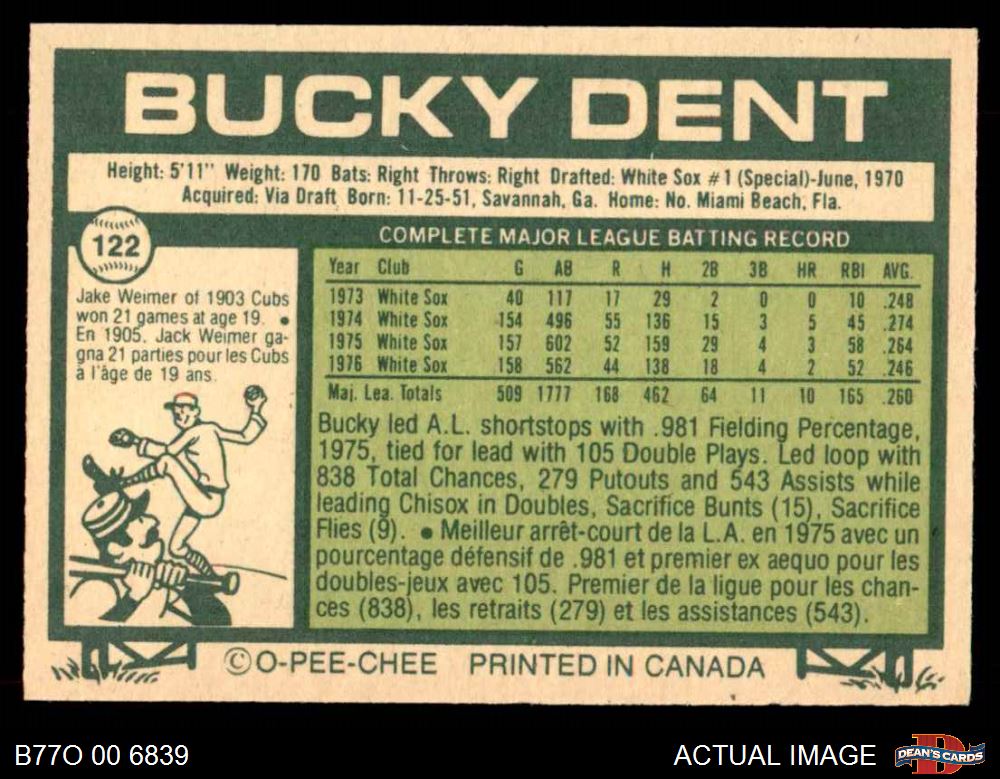 BUCKY DENT
Height: 5'11" Weight: 170 Bats: Right Throws: Right Drafted: White Sox #1 (Special)-June, 1970
Acquired: Via Draft Born: 11-25-51, Savannah, Ga. Home: No. Miami Beach, Fla.
122
Jake Weimer of 1903 Cubs
won 21 games at age 19. ●
En 1905, Jack Weimer ga-
gna 21 parties pour les Cubs
à l'âge de 19 ans.
COMPLETE MAJOR LEAGUE BATTING RECORD
Year Club G AB R H 2B 3B HR RBI AVG.
1973 White Sox 40 117 17 29 2 0 0 10 .248
1974 White Sox 154 496 55 136 15 3 5 45 .274
1975 White Sox 157 602 52 159 29 4 3 58 .264
1976 White Sox 158 562 44 138 18 4 2 52 .246
Maj. Lea. Totals 509 1777 168 462 64 11 10 165 .260
Bucky led A.L. shortstops with .981 Fielding Percentage,
1975, tied for lead with 105 Double Plays. Led loop with
838 Total Chances, 279 Putouts and 543 Assists while
leading Chisox in Doubles, Sacrifice Bunts (15), Sacrifice
Flies (9). ● Meilleur arrêt-court de la L.A. en 1975 avec un
pourcentage défensif de .981 et premier ex aequo pour les
doubles-jeux avec 105. Premier de la ligue pour les chan-
ces (838), les retraits (279) et les assistances (543).
©O-PEE-CHEE PRINTED IN CANADA
B77O 00 6839
ACTUAL IMAGE
DEAN'S CARDS